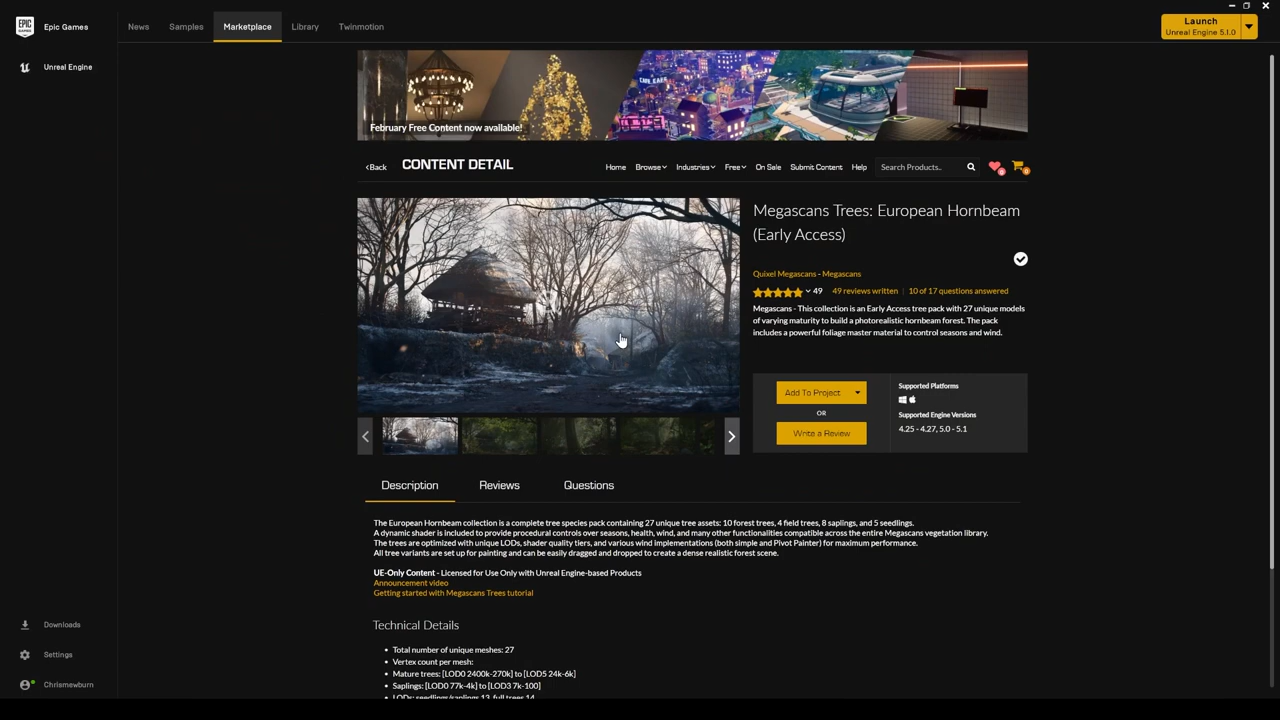 EPIC GAMES
Epic Games
News
Samples
Marketplace
Library
Twinmotion
Launch
Unreal Engine 5.1.0
Unreal Engine
February Free Content now available!
Back
CONTENT DETAIL
Home
Browse
Industries
Free
On Sale
Submit Content
Help
Search Products..
0
0
Megascans Trees: European Hornbeam
(Early Access)
Quixel Megascans - Megascans
49
49 reviews written
10 of 17 questions answered
Megascans - This collection is an Early Access tree pack with 27 unique models
of varying maturity to build a photorealistic hornbeam forest. The pack
includes a powerful foliage master material to control seasons and wind.
Add To Project
OR
Write a Review
Supported Platforms
Supported Engine Versions
4.25 - 4.27, 5.0 - 5.1
Description
Reviews
Questions
The European Hornbeam collection is a complete tree species pack containing 27 unique tree assets: 10 forest trees, 4 field trees, 8 saplings, and 5 seedlings.
A dynamic shader is included to provide procedural controls over seasons, health, wind, and many other functionalities compatible across the entire Megascans vegetation library.
The trees are optimized with unique LODs, shader quality tiers, and various wind implementations (both simple and Pivot Painter) for maximum performance.
All tree variants are set up for painting and can be easily dragged and dropped to create a dense realistic forest scene.
UE-Only Content - Licensed for Use Only with Unreal Engine-based Products
Announcement video
Getting started with Megascans Trees tutorial
Technical Details
Total number of unique meshes: 27
Vertex count per mesh:
Mature trees: [LOD0 2400k-270k] to [LOD5 24k-6k]
Saplings: [LOD0 77k-4k] to [LOD3 7k-100]
LODs: seedlings/saplings 13, full trees 14
Downloads
Settings
Chrismewburn